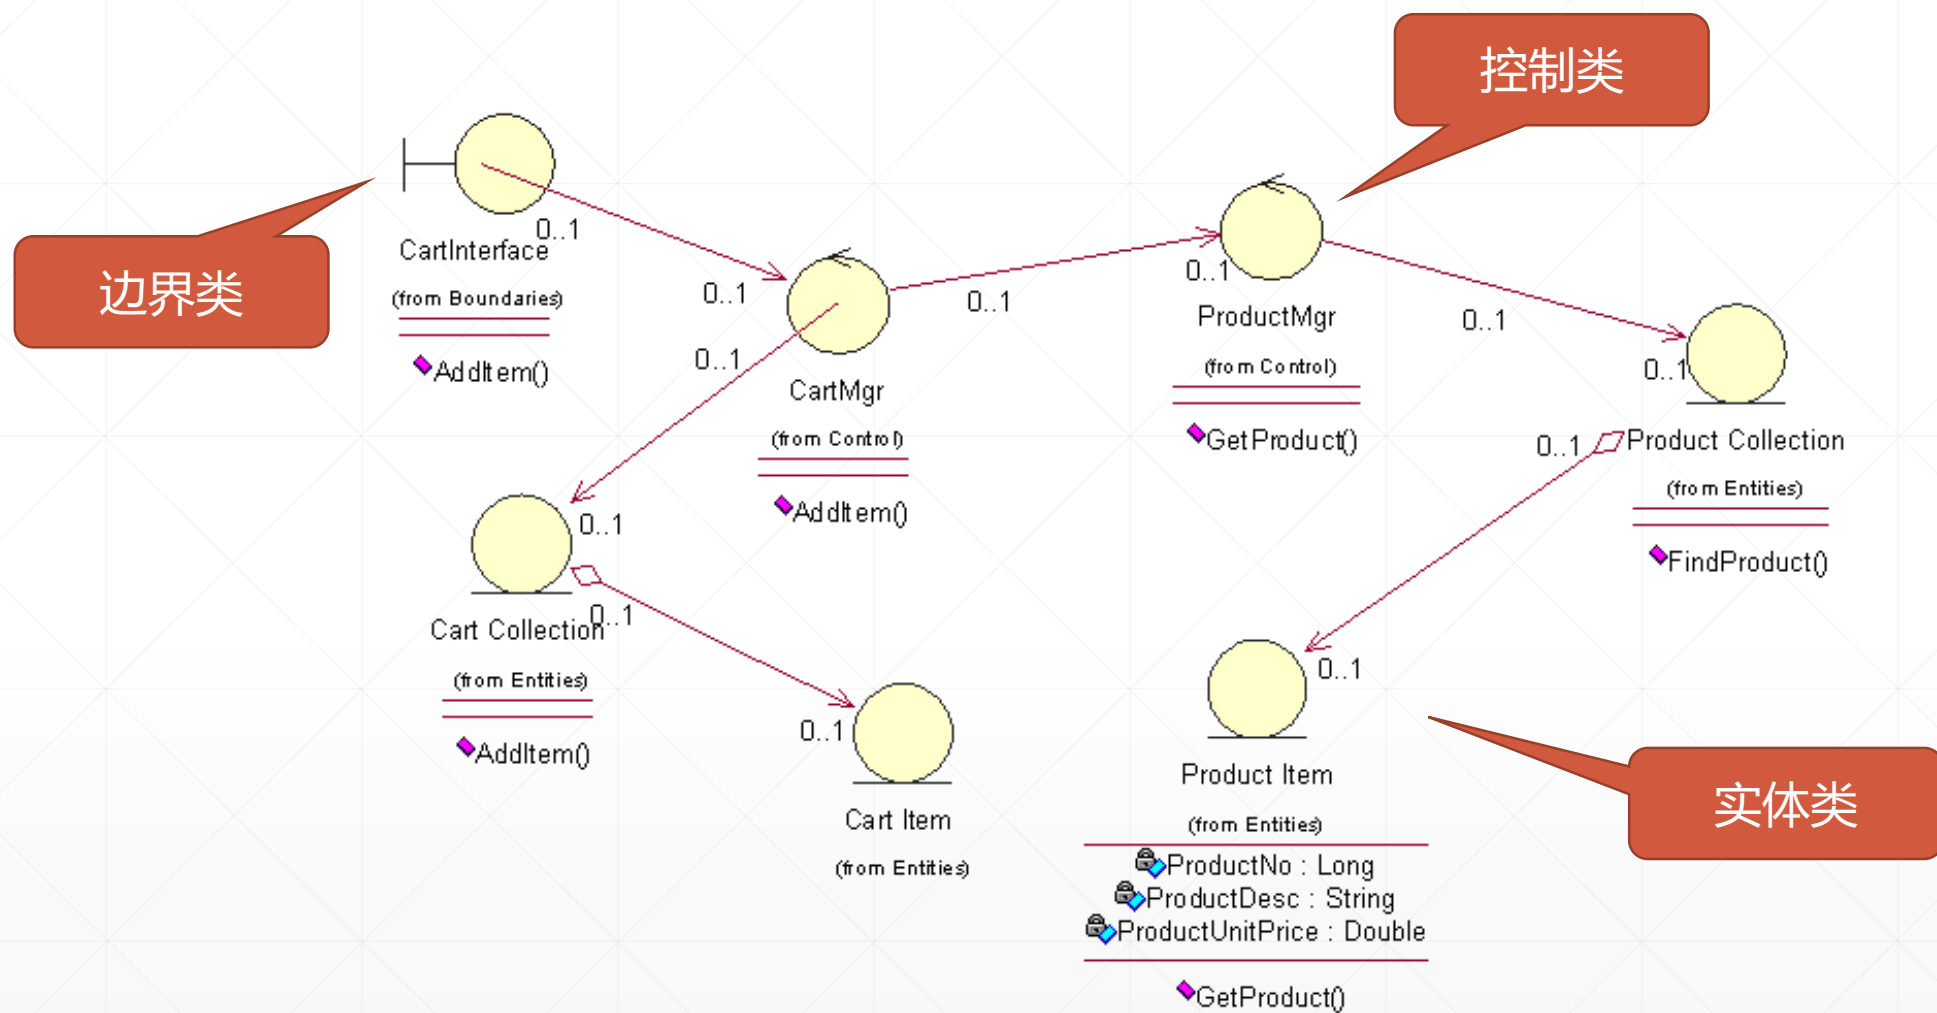 控制类
边界类
0..1
CartInterface
(from Boundaries)
AddItem()
0..1
0..1
CartMgr
(from Control)
AddItem()
0..1
0..1
ProductMgr
(from Control)
GetProduct()
0..1
0..1
0..1
Product Collection
(from Entities)
FindProduct()
0..1
Cart Collection
0..1
(from Entities)
AddItem()
0..1
Cart Item
(from Entities)
0..1
Product Item
(from Entities)
ProductNo : Long
ProductDesc : String
ProductUnitPrice : Double
GetProduct()
实体类